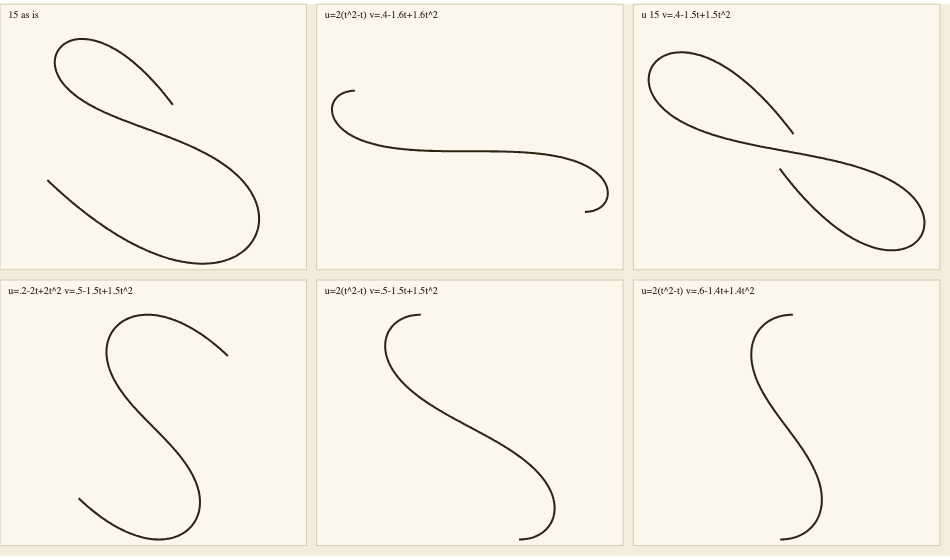 15 as is
u=2(t^2-t) v=.4-1.6t+1.6t^2
u 15 v=.4-1.5t+1.5t^2
u=.2-2t+2t^2 v=.5-1.5t+1.5t^2
u=2(t^2-t) v=.5-1.5t+1.5t^2
u=2(t^2-t) v=.6-1.4t+1.4t^2